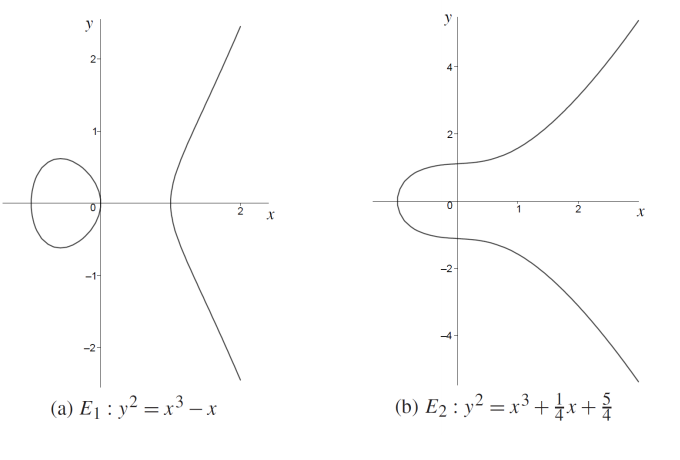 y
2
1
0
2
x
−1
−2
(a) E₁ : y² = x³ − x
y
4
2
0
1
2
x
−2
−4
(b) E₂ : y² = x³ + ¼x + 5/4